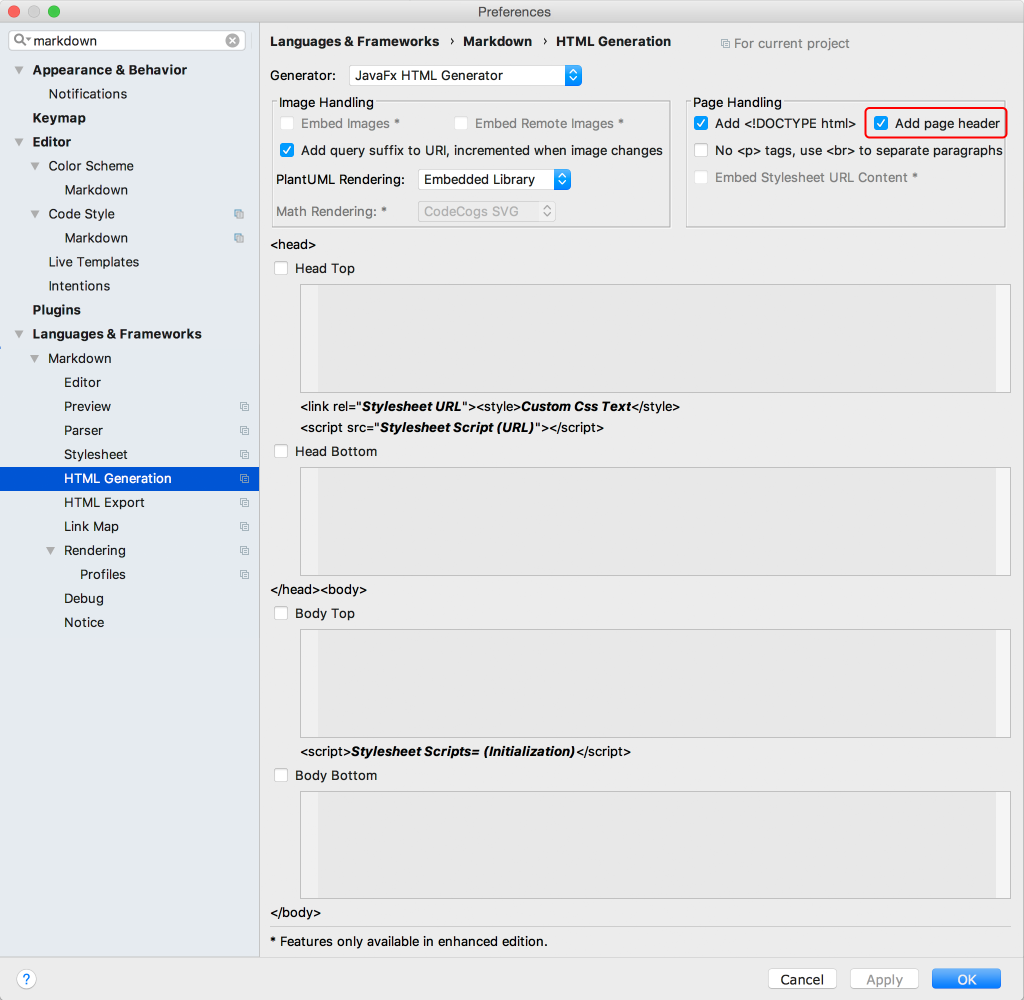 Preferences
markdown
Appearance & Behavior
Notifications
Keymap
Editor
Color Scheme
Markdown
Code Style
Markdown
Live Templates
Intentions
Plugins
Languages & Frameworks
Markdown
Editor
Preview
Parser
Stylesheet
HTML Generation
HTML Export
Link Map
Rendering
Profiles
Debug
Notice
Languages & Frameworks › Markdown › HTML Generation
For current project
Generator: JavaFx HTML Generator
Image Handling
Embed Images * Embed Remote Images *
Add query suffix to URI, incremented when image changes
PlantUML Rendering: Embedded Library
Math Rendering: * CodeCogs SVG
Page Handling
Add <!DOCTYPE html> Add page header
No <p> tags, use <br> to separate paragraphs
Embed Stylesheet URL Content *
<head>
Head Top
<link rel="Stylesheet URL"><style>Custom Css Text</style>
<script src="Stylesheet Script (URL)"></script>
Head Bottom
</head><body>
Body Top
<script>Stylesheet Scripts= (Initialization)</script>
Body Bottom
</body>
* Features only available in enhanced edition.
?
Cancel Apply OK